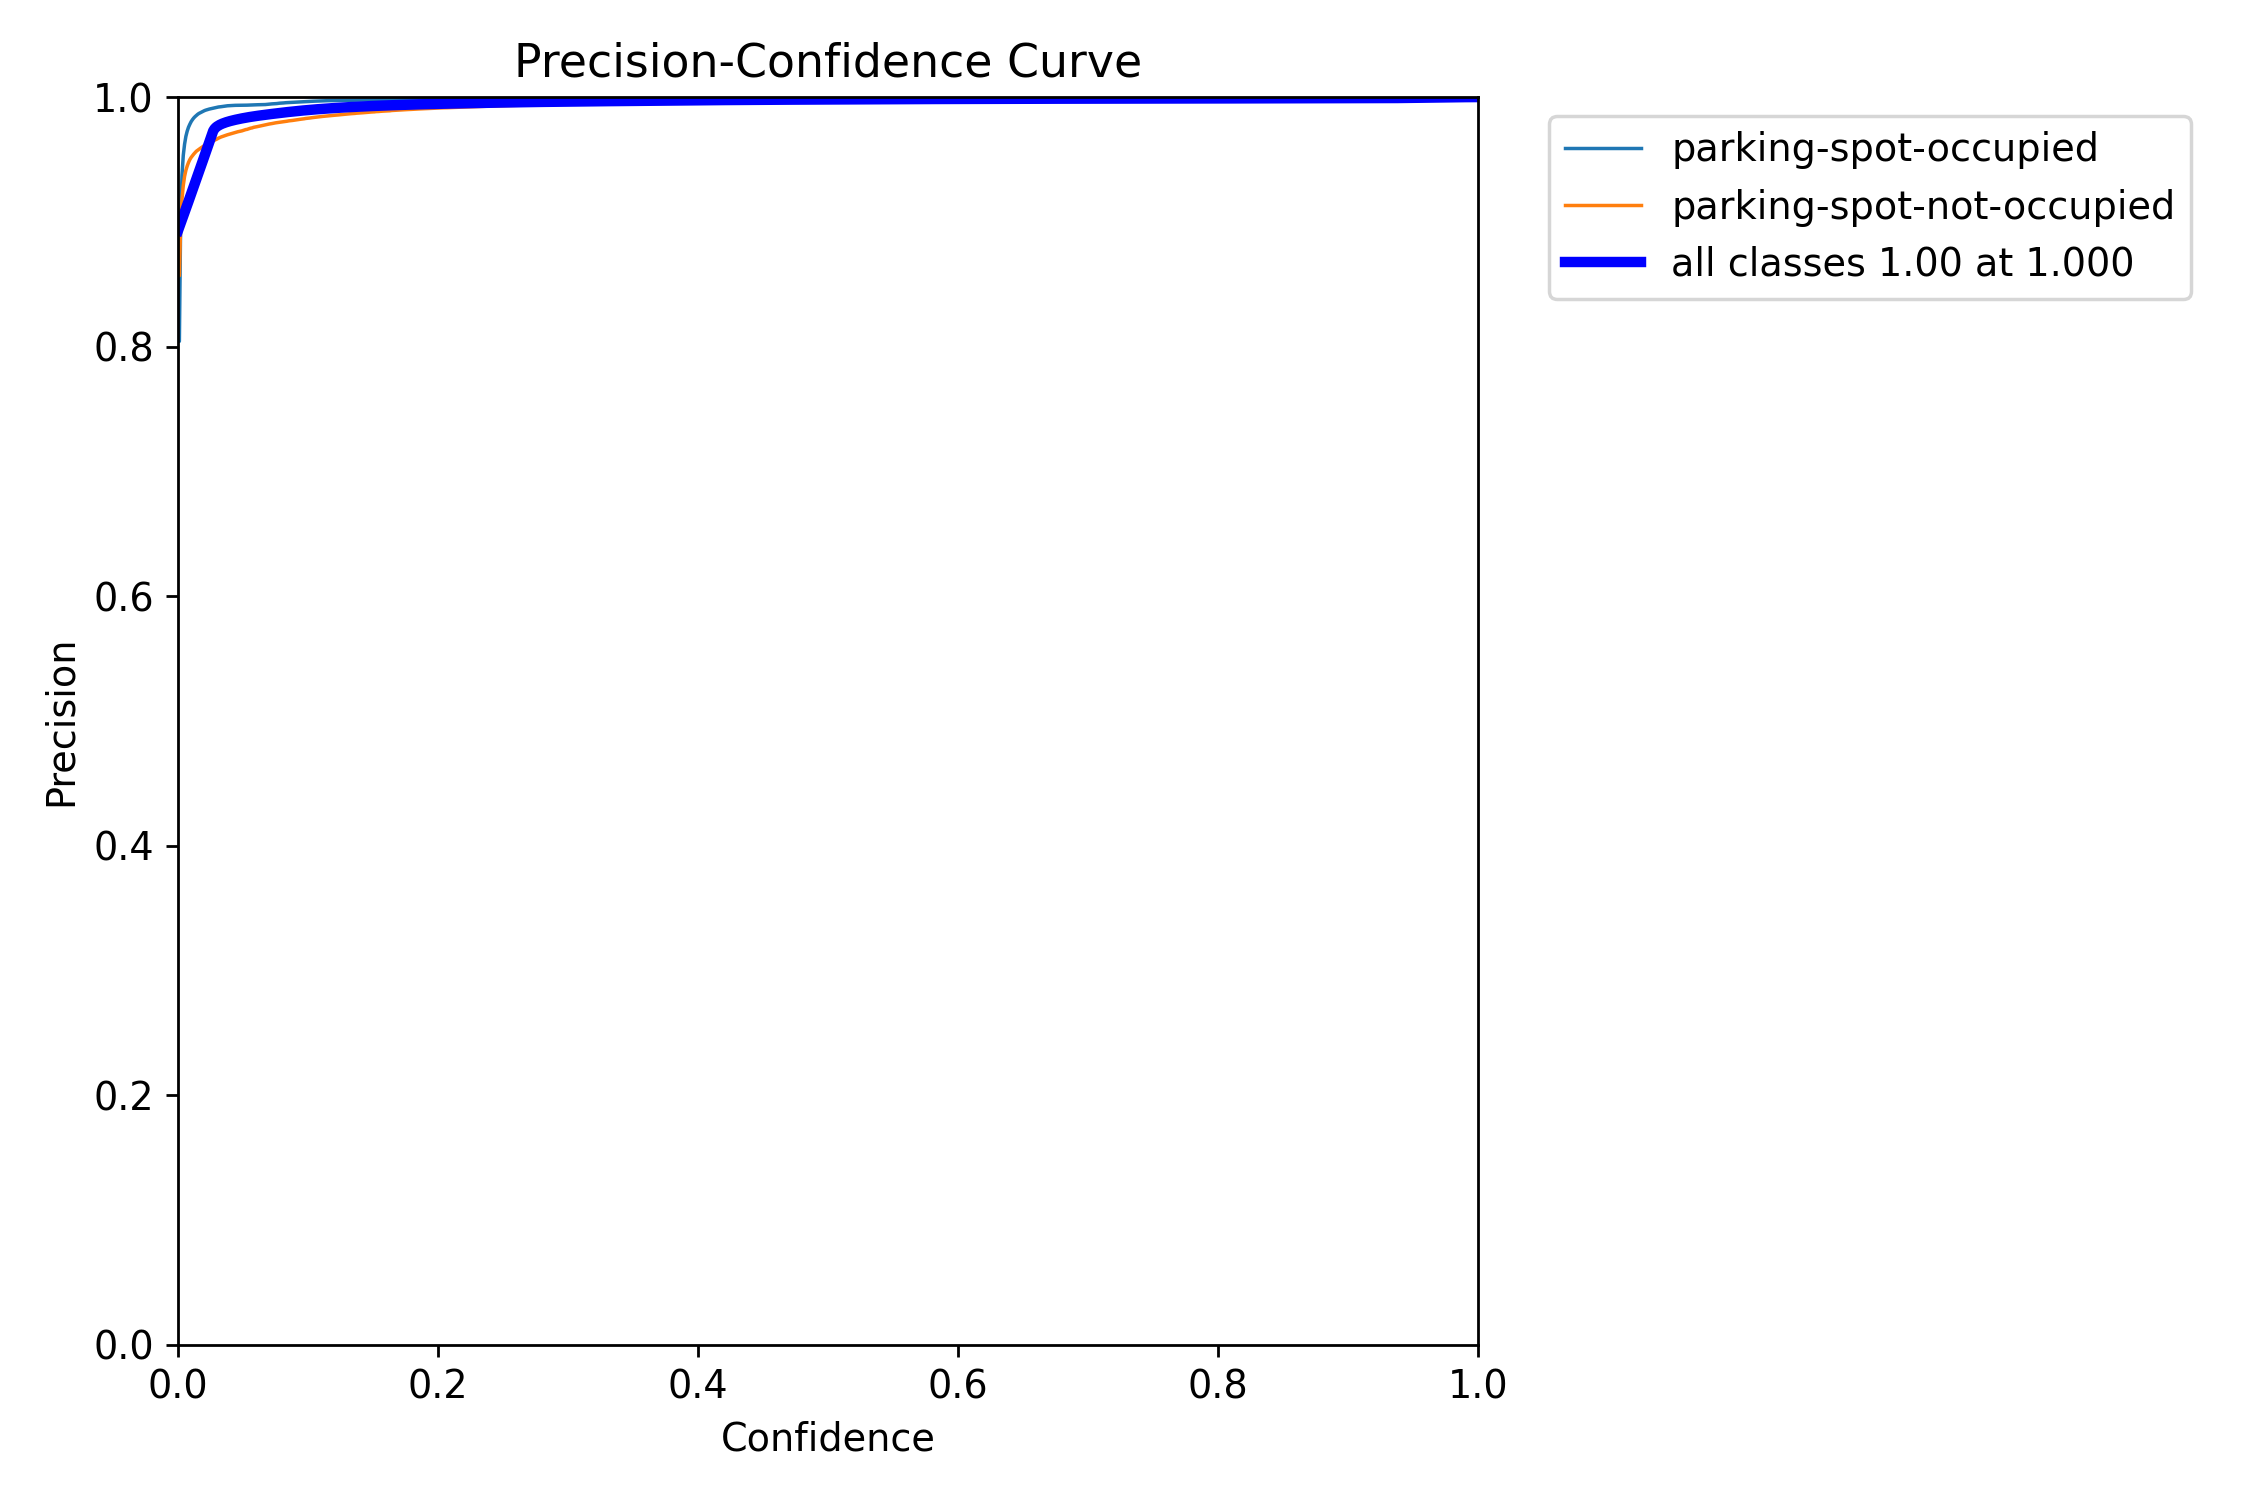 Precision-Confidence Curve
1.0
0.8
0.6
0.4
0.2
0.0
Precision
0.0 0.2 0.4 0.6 0.8 1.0
Confidence
parking-spot-occupied
parking-spot-not-occupied
all classes 1.00 at 1.000